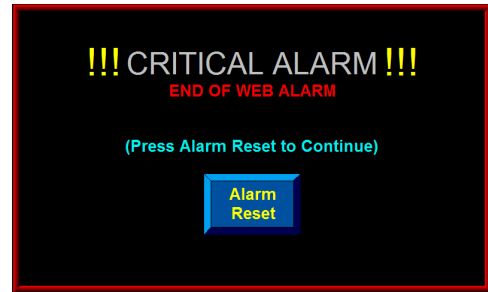 !!! CRITICAL ALARM !!!
END OF WEB ALARM
(Press Alarm Reset to Continue)
Alarm
Reset